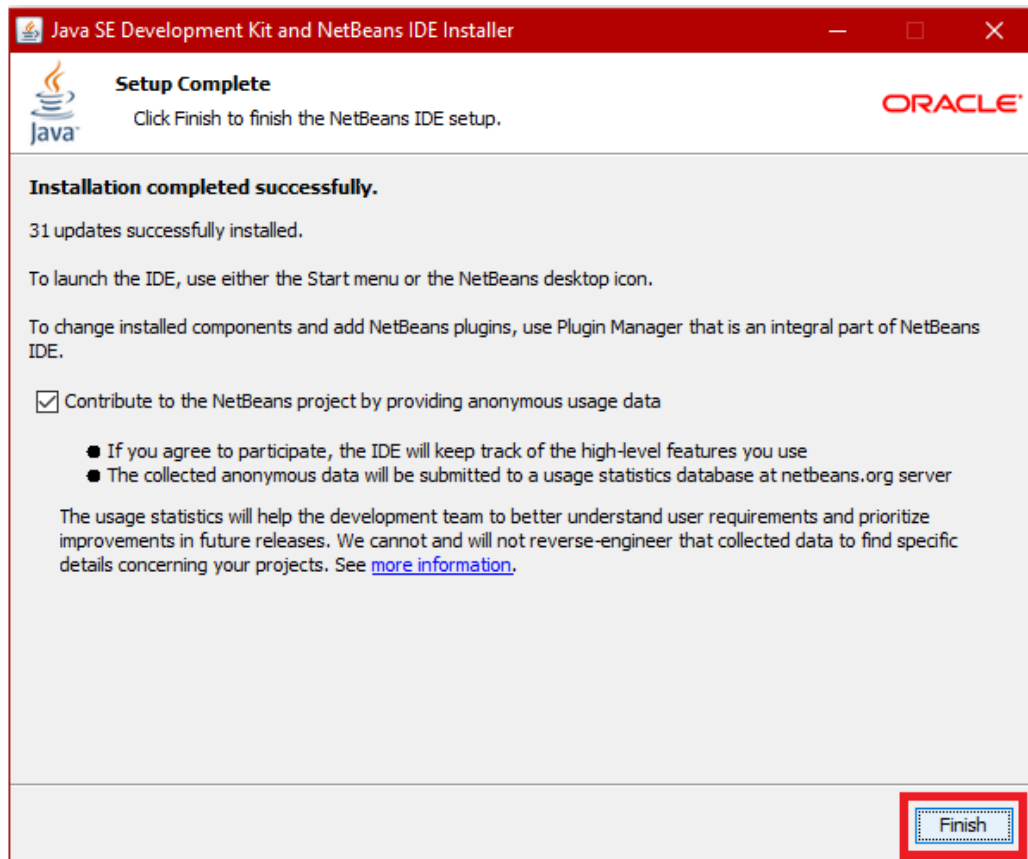 Java SE Development Kit and NetBeans IDE Installer
Java
Setup Complete
Click Finish to finish the NetBeans IDE setup.
ORACLE
Installation completed successfully.
31 updates successfully installed.
To launch the IDE, use either the Start menu or the NetBeans desktop icon.
To change installed components and add NetBeans plugins, use Plugin Manager that is an integral part of NetBeans
IDE.
Contribute to the NetBeans project by providing anonymous usage data
If you agree to participate, the IDE will keep track of the high-level features you use
The collected anonymous data will be submitted to a usage statistics database at netbeans.org server
The usage statistics will help the development team to better understand user requirements and prioritize
improvements in future releases. We cannot and will not reverse-engineer that collected data to find specific
details concerning your projects. See more information.
Finish